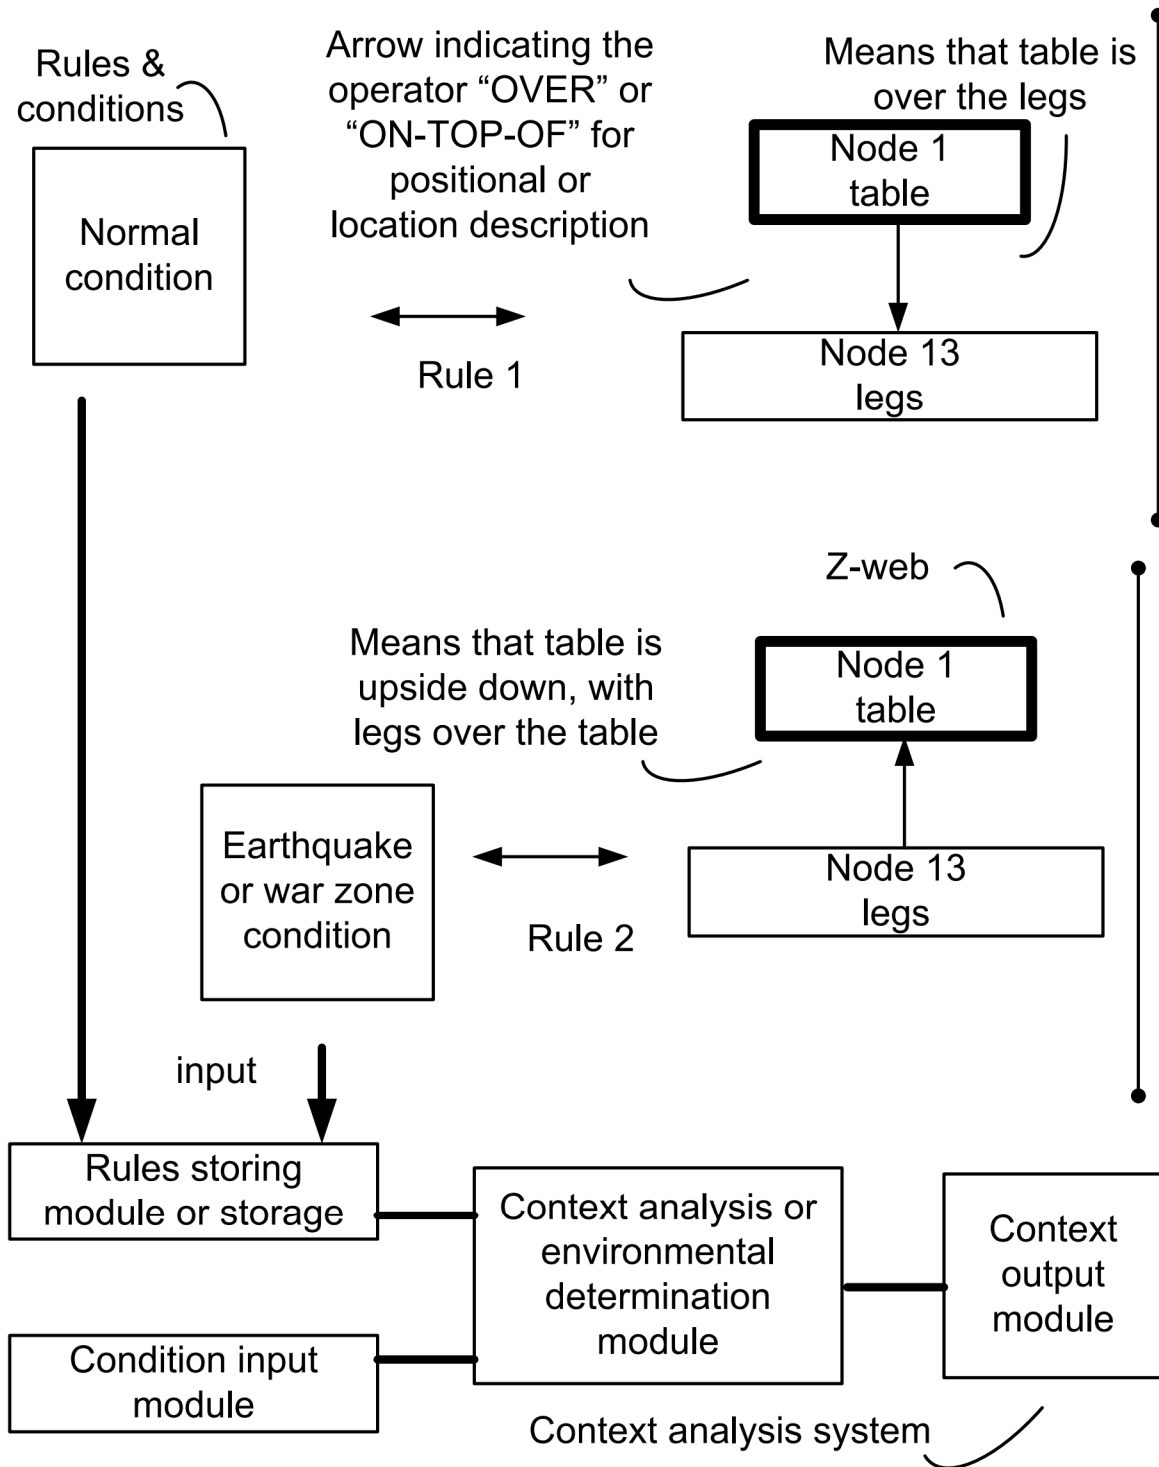 Rules &
conditions
Arrow indicating the
operator “OVER” or
“ON-TOP-OF” for
positional or
location description
Means that table is
over the legs
Normal
condition
Node 1
table
Rule 1
Node 13
legs
Z-web
Means that table is
upside down, with
legs over the table
Node 1
table
Earthquake
or war zone
condition
Rule 2
Node 13
legs
input
Rules storing
module or storage
Condition input
module
Context analysis or
environmental
determination
module
Context
output
module
Context analysis system